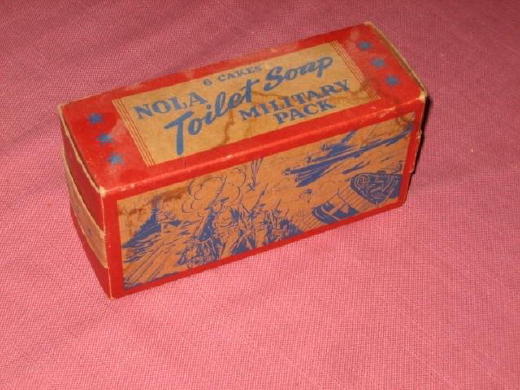 6 CAKES
NOLA
Toilet Soap
MILITARY
PACK